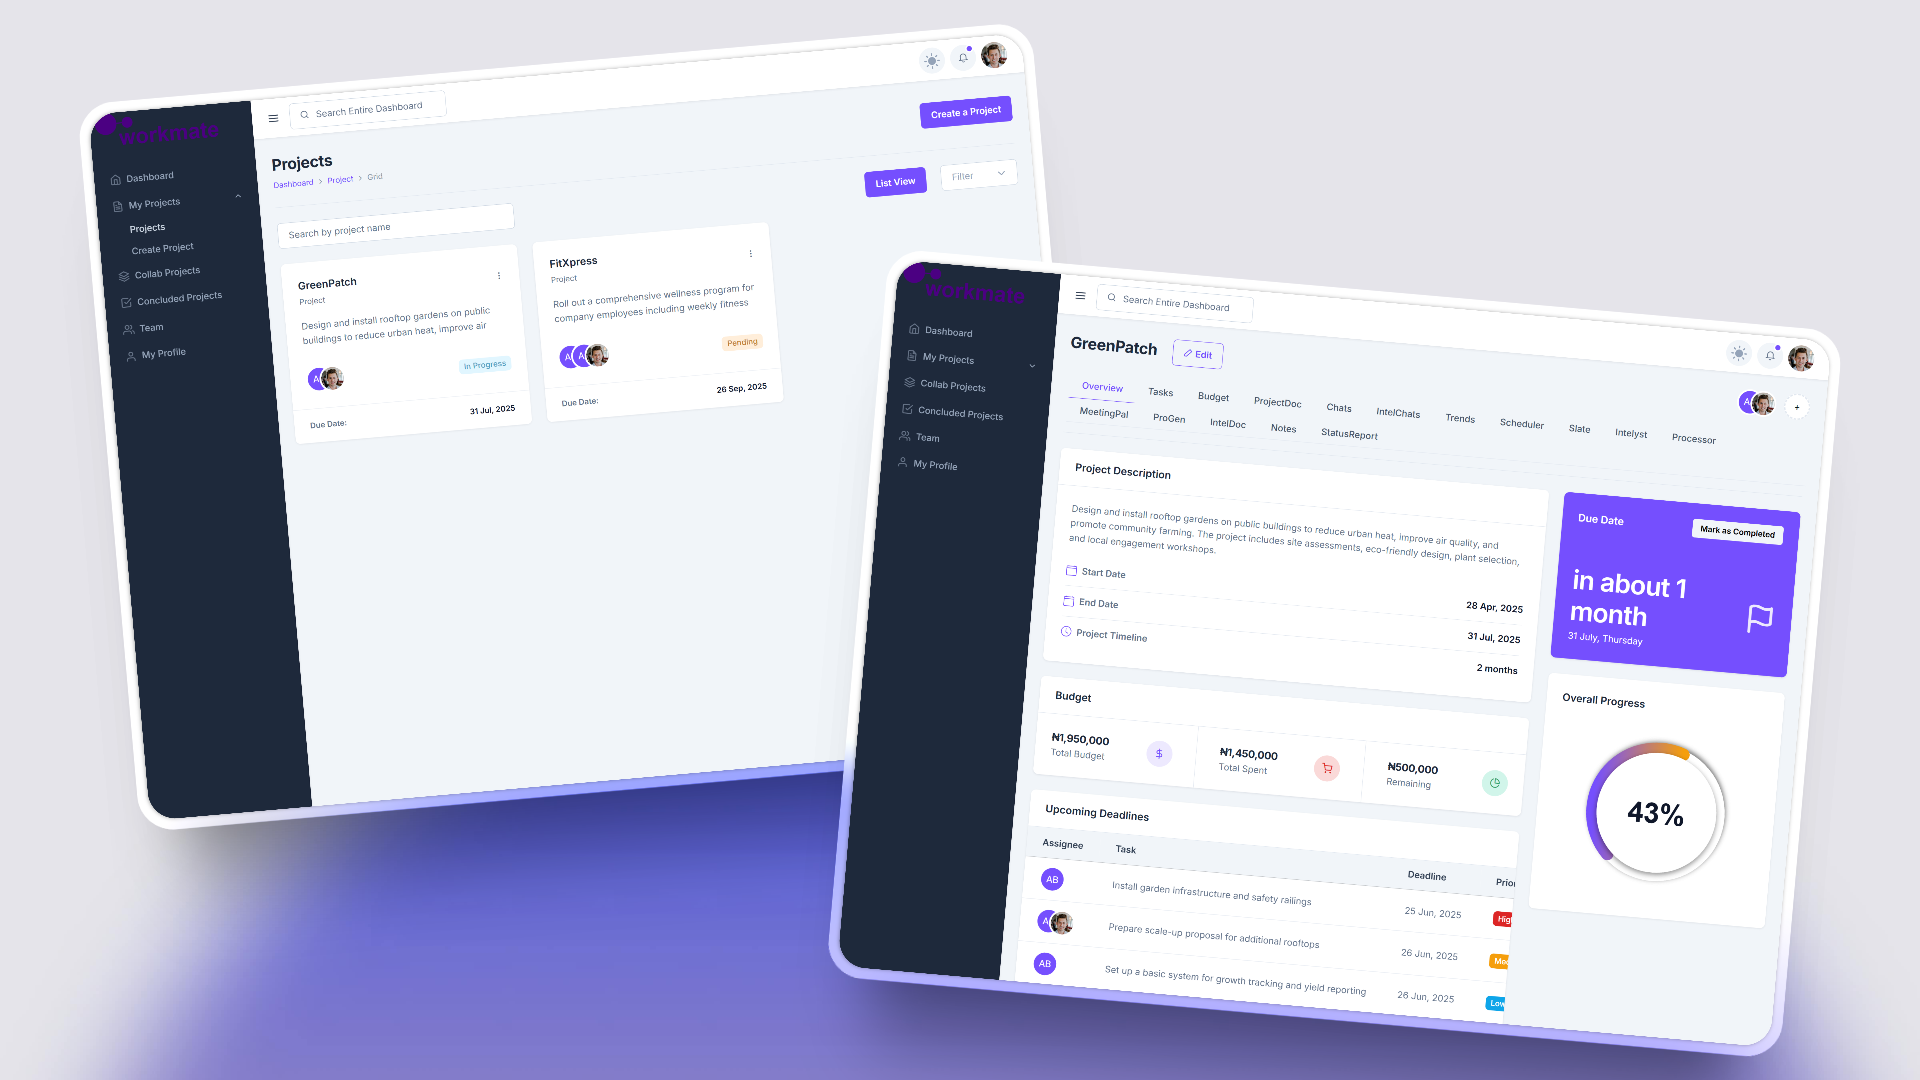 workmate
Search Entire Dashboard
Create a Project
Dashboard
My Projects
Projects
Create Project
Collab Projects
Concluded Projects
Team
My Profile
Projects
Dashboard > Project > Grid
List View
Filter
Search by project name
GreenPatch
Project
Design and install rooftop gardens on public
buildings to reduce urban heat, improve air
In Progress
Due Date:
31 Jul, 2025
FitXpress
Project
Roll out a comprehensive wellness program for
company employees including weekly fitness
Pending
Due Date:
26 Sep, 2025
workmate
Search Entire Dashboard
Dashboard
My Projects
Collab Projects
Concluded Projects
Team
My Profile
GreenPatch
Edit
Overview Tasks Budget ProjectDoc Chats IntelChats Trends Scheduler Slate Intelyst Processor
MeetingPal ProGen IntelDoc Notes StatusReport
+
Project Description
Design and install rooftop gardens on public buildings to reduce urban heat, improve air quality, and
promote community farming. The project includes site assessments, eco-friendly design, plant selection,
and local engagement workshops.
Start Date
28 Apr, 2025
End Date
31 Jul, 2025
Project Timeline
2 months
Due Date
Mark as Completed
in about 1
month
31 July, Thursday
Budget
₦1,950,000
Total Budget
$
₦1,450,000
Total Spent
₦500,000
Remaining
Overall Progress
43%
Upcoming Deadlines
Assignee Task Deadline Prior
AB Install garden infrastructure and safety railings 25 Jun, 2025 Hig
A Prepare scale-up proposal for additional rooftops 26 Jun, 2025 Med
AB Set up a basic system for growth tracking and yield reporting 26 Jun, 2025 Low